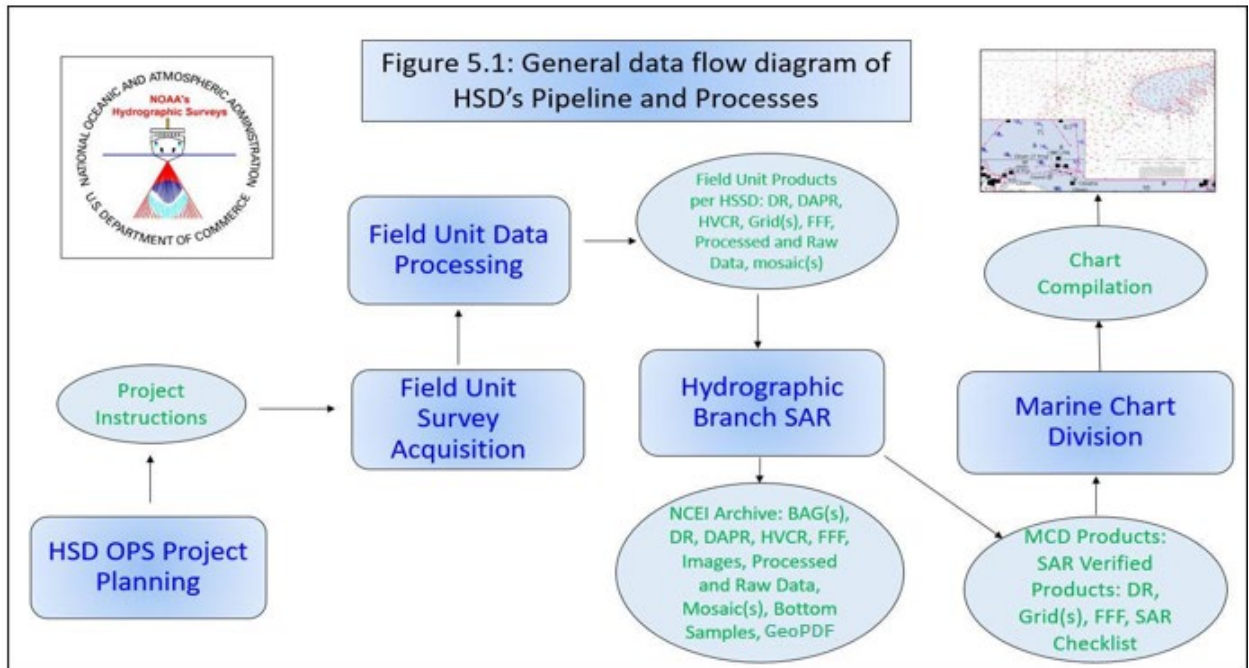 Figure 5.1: General data flow diagram of
HSD's Pipeline and Processes
NATIONAL OCEANIC AND ATMOSPHERIC ADMINISTRATION
U.S. DEPARTMENT OF COMMERCE
NOAA's
Hydrographic Surveys
HSD OPS Project
Planning
Project
Instructions
Field Unit
Survey
Acquisition
Field Unit Data
Processing
Field Unit Products
per HSSD: DR, DAPR,
HVCR, Grid(s), FFF,
Processed and Raw
Data, mosaic(s)
Hydrographic
Branch SAR
NCEI Archive: BAG(s),
DR, DAPR, HVCR, FFF,
Images, Processed
and Raw Data,
Mosaic(s), Bottom
Samples, GeoPDF
MCD Products:
SAR Verified
Products: DR,
Grid(s), FFF, SAR
Checklist
Marine Chart
Division
Chart
Compilation